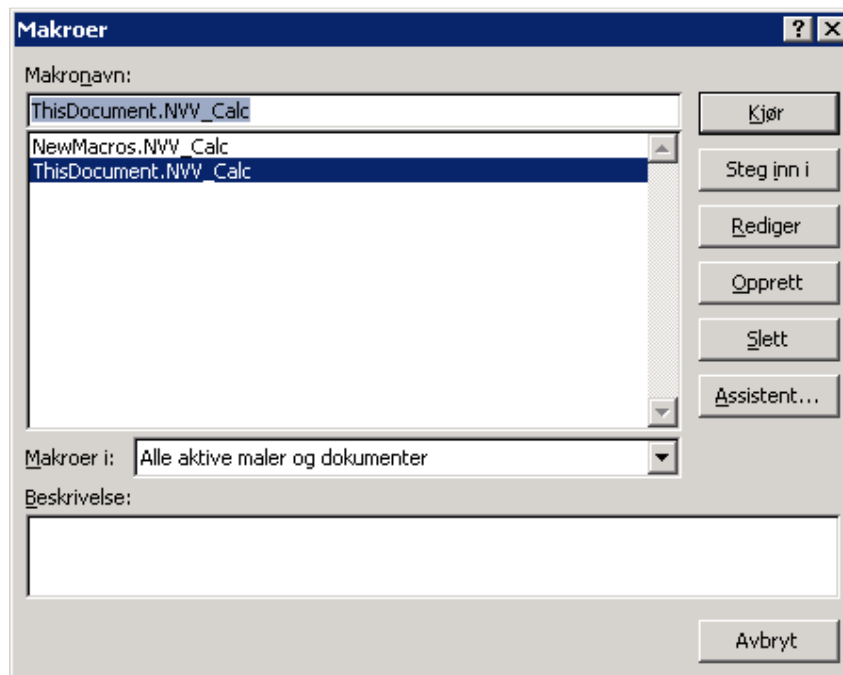 Makroer
Makronavn:
ThisDocument.NVV_Calc
Kjør
NewMacros.NVV_Calc
ThisDocument.NVV_Calc
Steg inn i
Rediger
Opprett
Slett
Assistent...
Makroer i: Alle aktive maler og dokumenter
Beskrivelse:
Avbryt